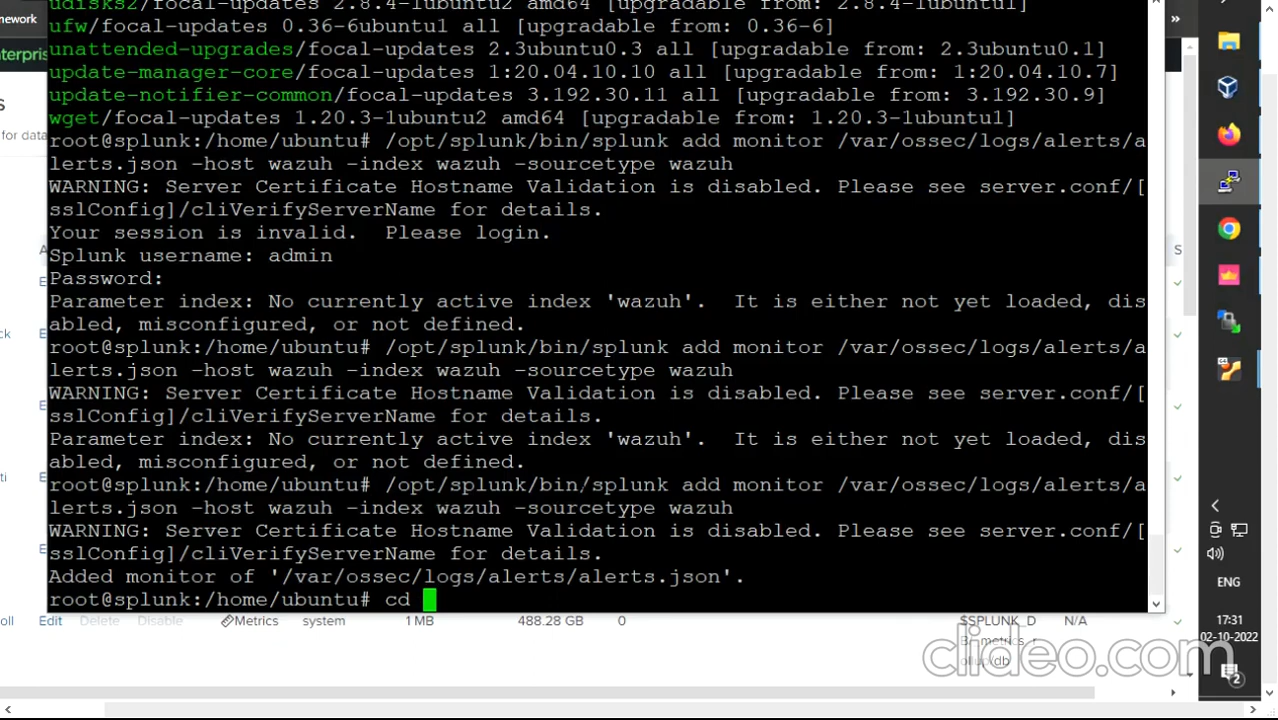 mework
udisks2/focal-updates 2.8.4-1ubuntu2 amd64 [upgradable from: 2.8.4-1ubuntu1]
ufw/focal-updates 0.36-6ubuntu1 all [upgradable from: 0.36-6]
unattended-upgrades/focal-updates 2.3ubuntu0.3 all [upgradable from: 2.3ubuntu0.1]
update-manager-core/focal-updates 1:20.04.10.10 all [upgradable from: 1:20.04.10.7]
update-notifier-common/focal-updates 3.192.30.11 all [upgradable from: 3.192.30.9]
wget/focal-updates 1.20.3-1ubuntu2 amd64 [upgradable from: 1.20.3-1ubuntu1]
root@splunk:/home/ubuntu# /opt/splunk/bin/splunk add monitor /var/ossec/logs/alerts/a
lerts.json -host wazuh -index wazuh -sourcetype wazuh
WARNING: Server Certificate Hostname Validation is disabled. Please see server.conf/[
sslConfig]/cliVerifyServerName for details.
Your session is invalid.  Please login.
Splunk username: admin
Password:
Parameter index: No currently active index 'wazuh'.  It is either not yet loaded, dis
abled, misconfigured, or not defined.
root@splunk:/home/ubuntu# /opt/splunk/bin/splunk add monitor /var/ossec/logs/alerts/a
lerts.json -host wazuh -index wazuh -sourcetype wazuh
WARNING: Server Certificate Hostname Validation is disabled. Please see server.conf/[
sslConfig]/cliVerifyServerName for details.
Parameter index: No currently active index 'wazuh'.  It is either not yet loaded, dis
abled, misconfigured, or not defined.
root@splunk:/home/ubuntu# /opt/splunk/bin/splunk add monitor /var/ossec/logs/alerts/a
lerts.json -host wazuh -index wazuh -sourcetype wazuh
WARNING: Server Certificate Hostname Validation is disabled. Please see server.conf/[
sslConfig]/cliVerifyServerName for details.
Added monitor of '/var/ossec/logs/alerts/alerts.json'.
root@splunk:/home/ubuntu# cd
terpris
s
for data
ck
ti
oll Edit Delete Disable Metrics system 1 MB 488.28 GB 0 $SPLUNK_D N/A
ENG
17:31
02-10-2022
2
clideo.com